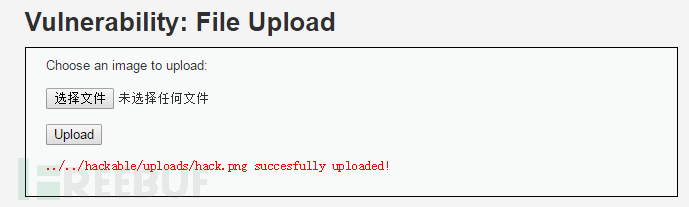 Vulnerability: File Upload
Choose an image to upload:
选择文件 未选择任何文件
Upload
../../hackable/uploads/hack.png succesfully uploaded!
FREEBUF